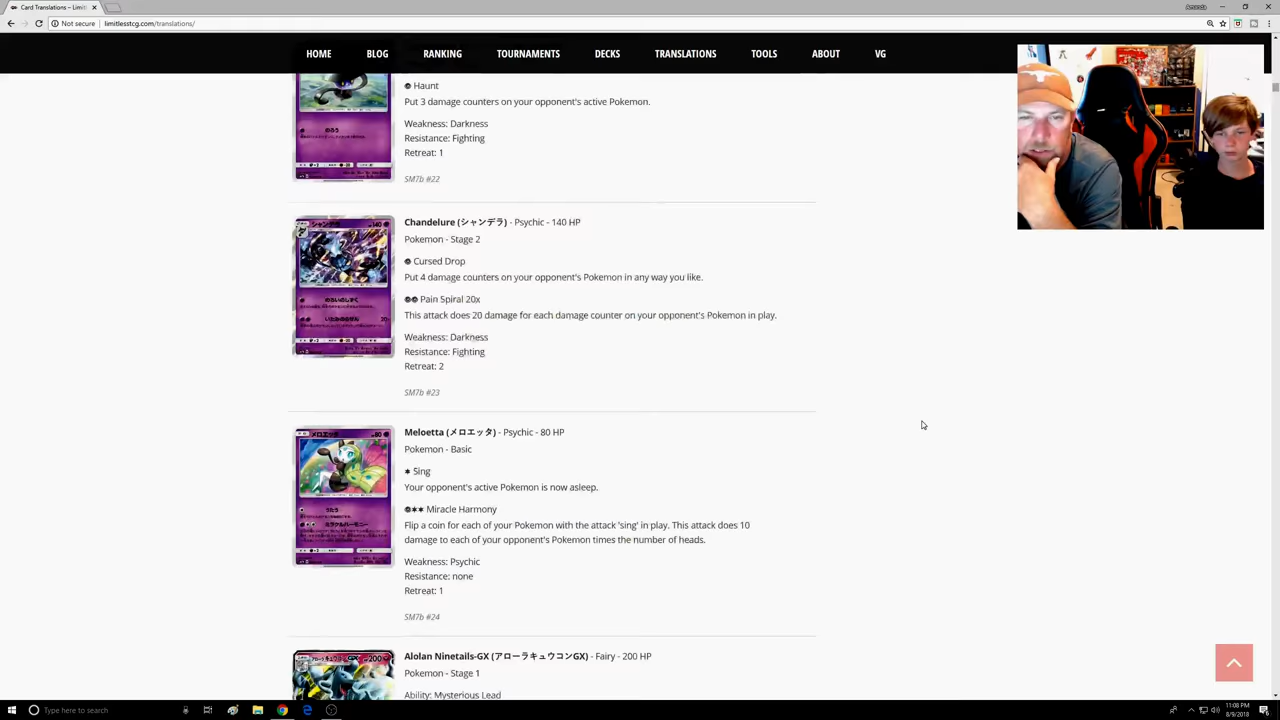 Card Translations – Limit
Not secure | limitlesstcg.com/translations/
HOME BLOG RANKING TOURNAMENTS DECKS TRANSLATIONS TOOLS ABOUT VG
Haunt
Put 3 damage counters on your opponent's active Pokemon.
Weakness: Darkness
Resistance: Fighting
Retreat: 1
SM7b #22
Chandelure (シャンデラ) - Psychic - 140 HP
Pokemon - Stage 2
Cursed Drop
Put 4 damage counters on your opponent's Pokemon in any way you like.
Pain Spiral 20x
This attack does 20 damage for each damage counter on your opponent's Pokemon in play.
Weakness: Darkness
Resistance: Fighting
Retreat: 2
SM7b #23
Meloetta (メロエッタ) - Psychic - 80 HP
Pokemon - Basic
Sing
Your opponent's active Pokemon is now asleep.
Miracle Harmony
Flip a coin for each of your Pokemon with the attack 'sing' in play. This attack does 10
damage to each of your opponent's Pokemon times the number of heads.
Weakness: Psychic
Resistance: none
Retreat: 1
SM7b #24
Alolan Ninetails-GX (アローラキュウコンGX) - Fairy - 200 HP
Pokemon - Stage 1
Ability: Mysterious Lead
Type here to search
11:08 PM
8/9/2018